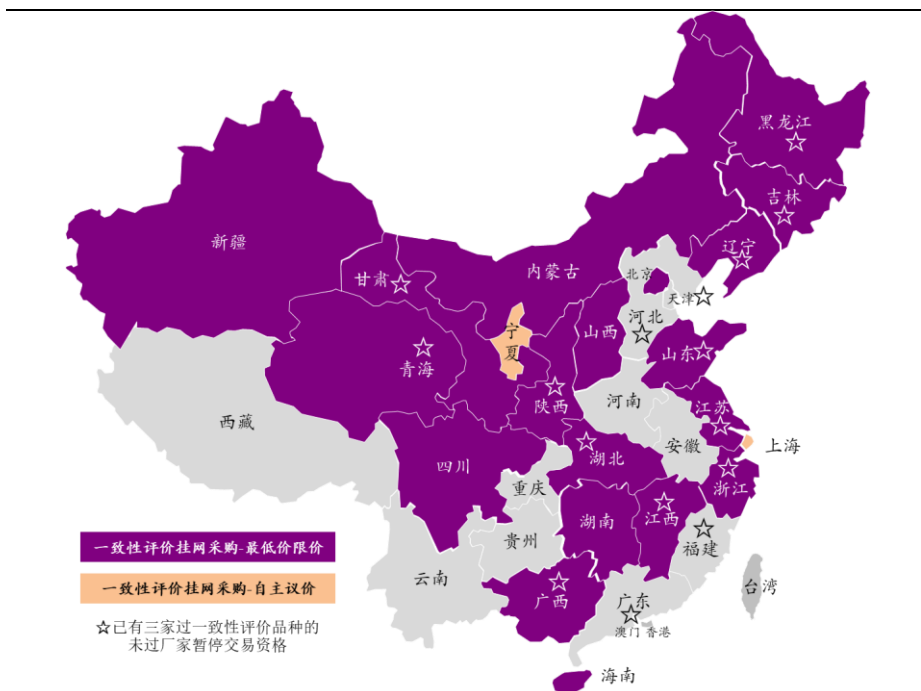 黑龙江
吉林
辽宁
新疆
内蒙古
甘肃
北京
天津
河北
宁
夏
山西
山东
青海
陕西
河南
江苏
西藏
安徽
上海
四川
湖北
浙江
重庆
湖南
江西
贵州
福建
云南
台湾
广西
广东
澳门 香港
海南
一致性评价挂网采购-最低价限价
一致性评价挂网采购-自主议价
☆已有三家过一致性评价品种的
未过厂家暂停交易资格